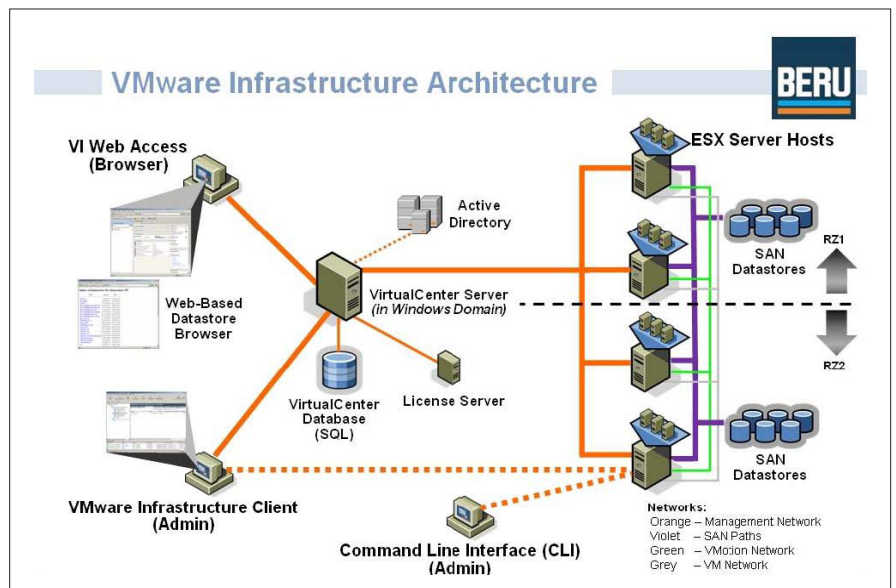 VMware Infrastructure Architecture
BERU
VI Web Access
(Browser)
ESX Server Hosts
Active
Directory
RZ1
SAN
Datastores
VirtualCenter Server
(in Windows Domain)
Web-Based
Datastore
Browser
RZ2
VirtualCenter
Database
(SQL)
License Server
SAN
Datastores
VMware Infrastructure Client
(Admin)
Command Line Interface (CLI)
(Admin)
Networks:
Orange – Management Network
Violet – SAN Paths
Green – VMotion Network
Grey – VM Network